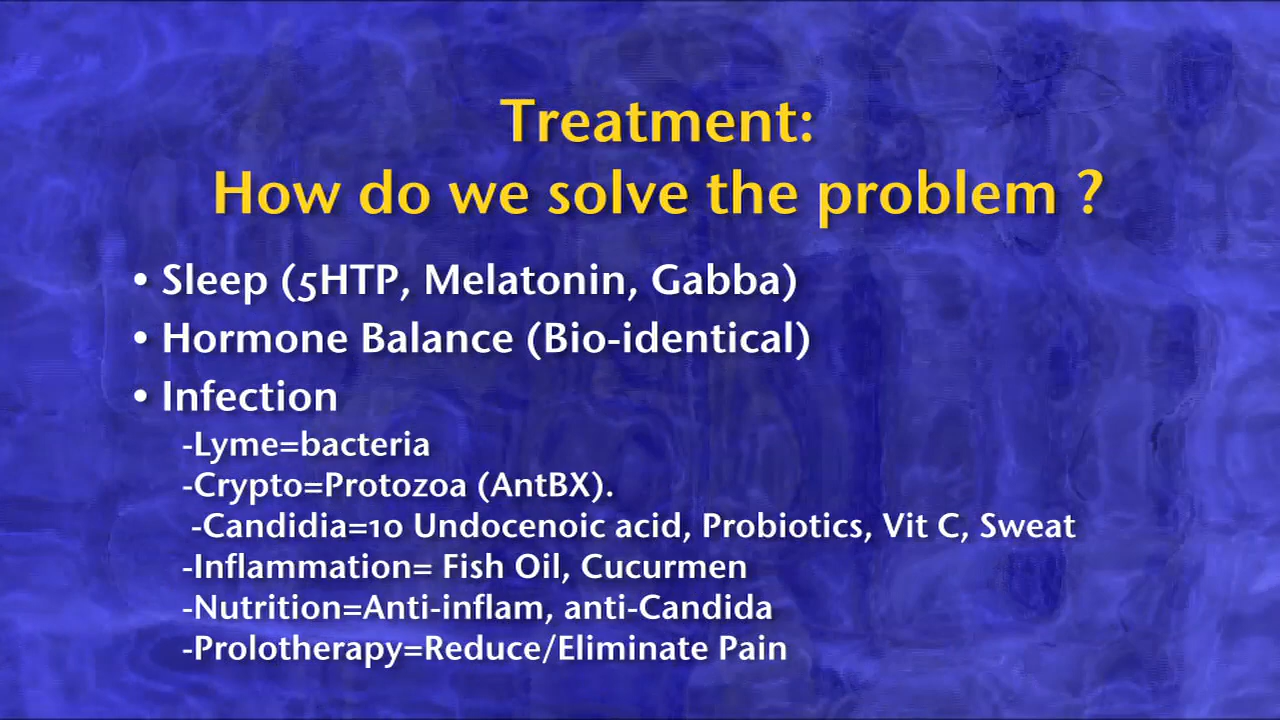 Treatment:
How do we solve the problem ?
• Sleep (5HTP, Melatonin, Gabba)
• Hormone Balance (Bio-identical)
• Infection
-Lyme=bacteria
-Crypto=Protozoa (AntBX).
-Candidia=10 Undocenoic acid, Probiotics, Vit C, Sweat
-Inflammation= Fish Oil, Cucurmen
-Nutrition=Anti-inflam, anti-Candida
-Prolotherapy=Reduce/Eliminate Pain